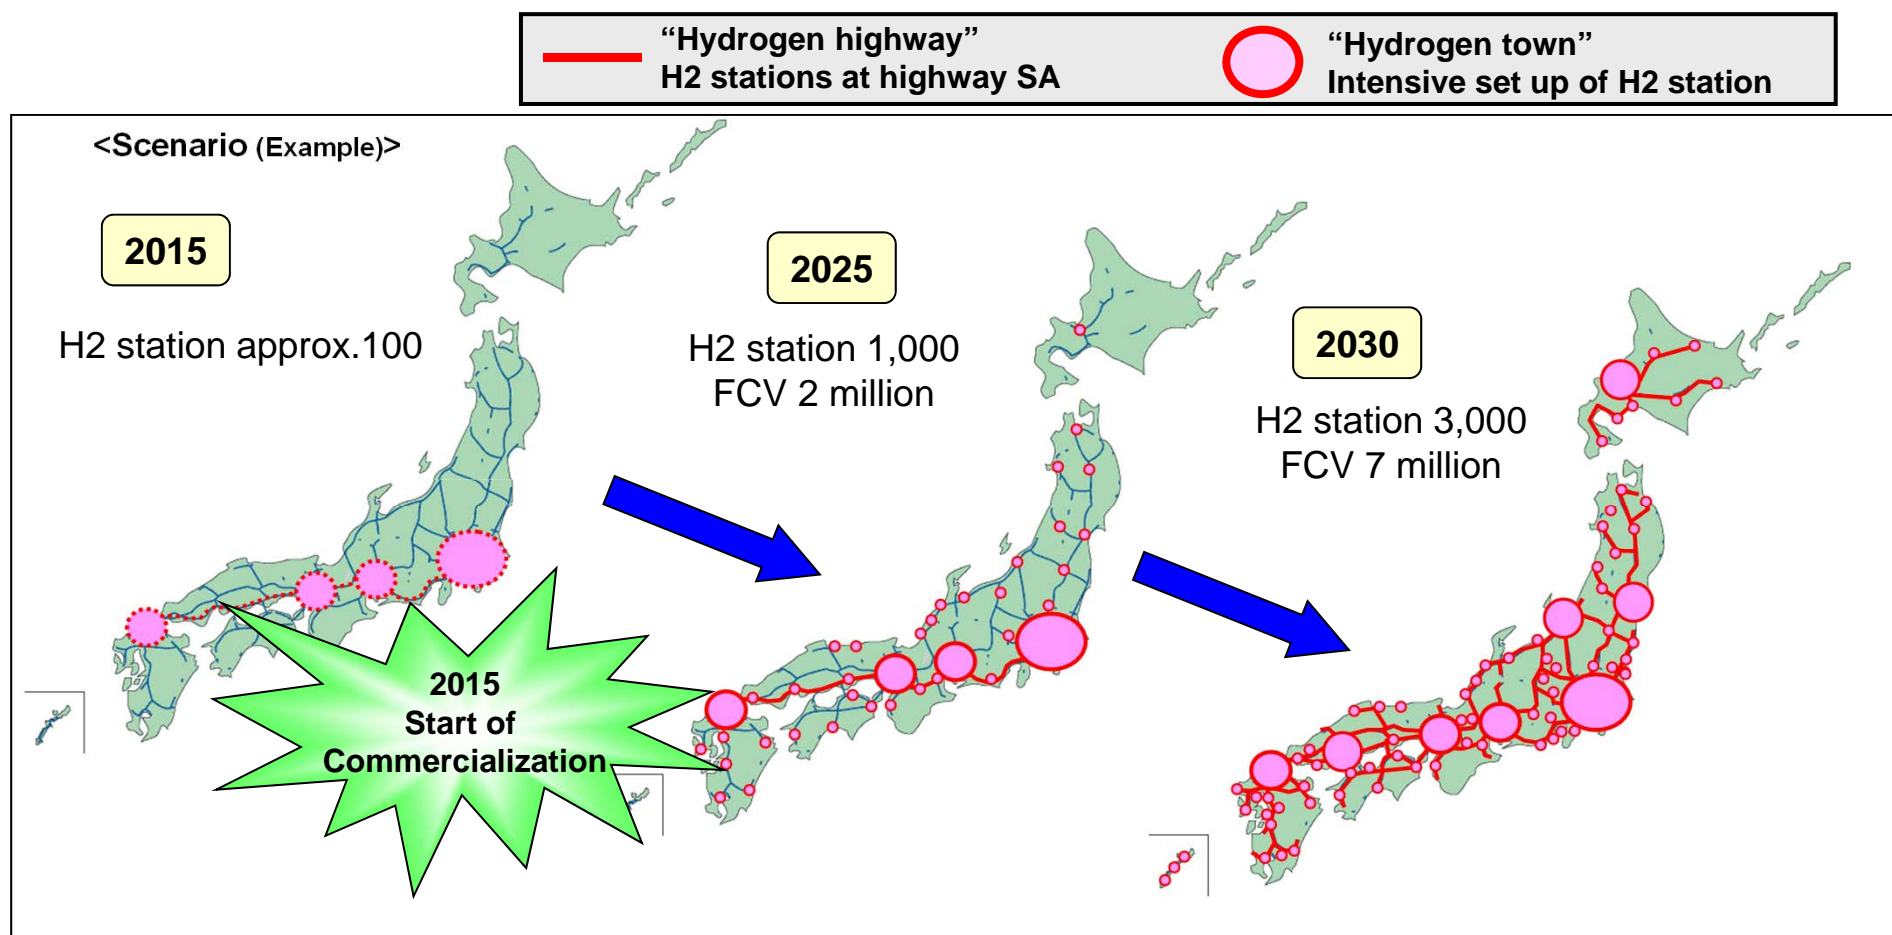 “Hydrogen highway”
H2 stations at highway SA
“Hydrogen town”
Intensive set up of H2 station
<Scenario (Example)>
2015
H2 station approx.100
2025
H2 station 1,000
FCV 2 million
2030
H2 station 3,000
FCV 7 million
2015
Start of
Commercialization